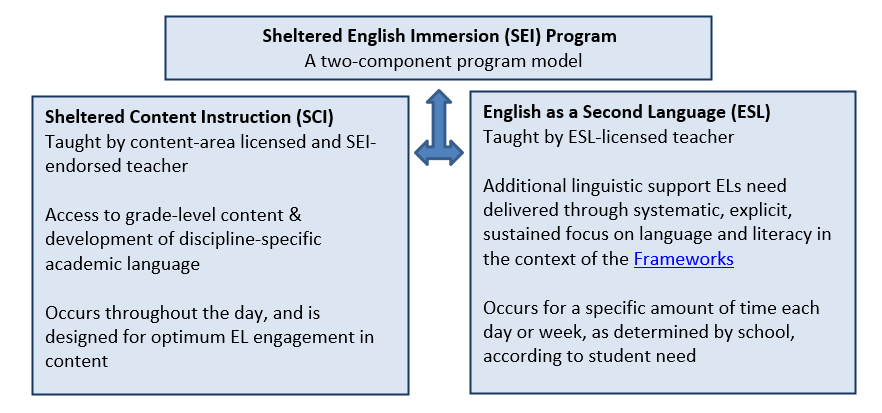 Sheltered English Immersion (SEI) Program
A two-component program model
Sheltered Content Instruction (SCI)
Taught by content-area licensed and SEI-
endorsed teacher
Access to grade-level content &
development of discipline-specific
academic language
Occurs throughout the day, and is
designed for optimum EL engagement in
content
English as a Second Language (ESL)
Taught by ESL-licensed teacher
Additional linguistic support ELs need
delivered through systematic, explicit,
sustained focus on language and literacy in
the context of the Frameworks
Occurs for a specific amount of time each
day or week, as determined by school,
according to student need